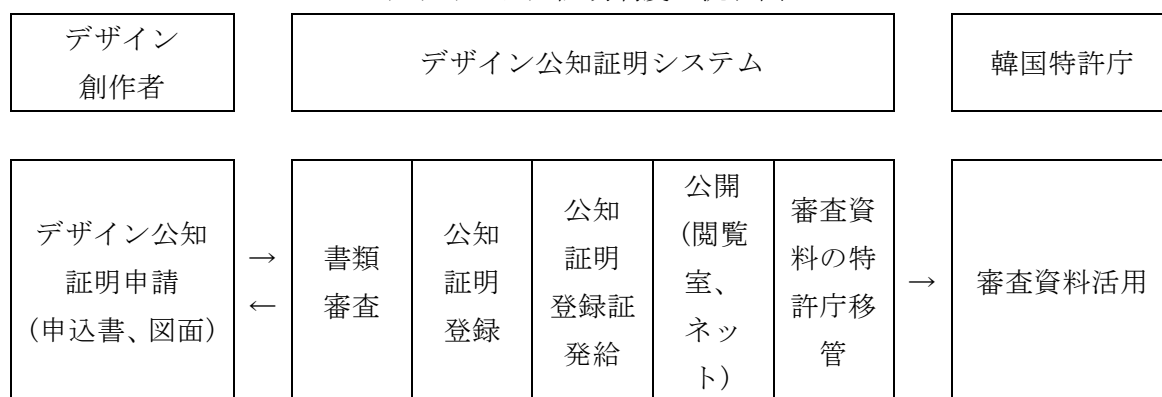 デザイン
創作者
デザイン公知証明システム
韓国特許庁
デザイン公知
証明申請
(申込書、図面)
→
←
書類
審査
公知
証明
登録
公知
証明
登録証
発給
公開
(閲覧
室、
ネッ
ト)
審査資
料の特
許庁移
管
→
審査資料活用